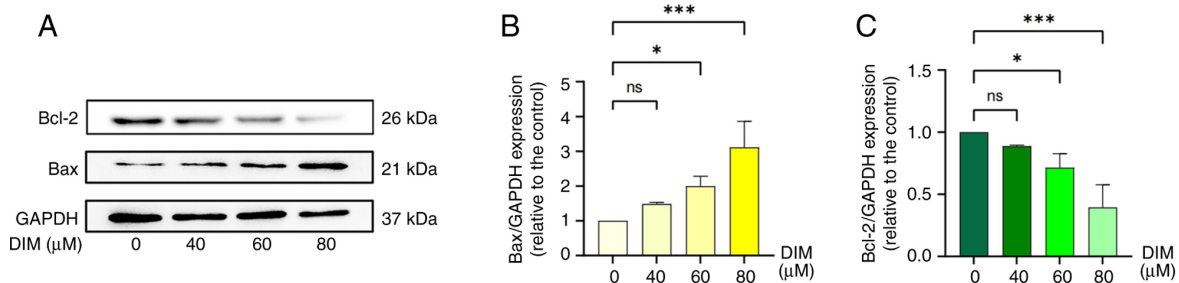 A
Bcl-2
26 kDa
Bax
21 kDa
GAPDH
37 kDa
DIM (μM)
0 40 60 80
B
***
*
ns
Bax/GAPDH expression
(relative to the control)
5
4
3
2
1
0
0 40 60 80
DIM
(μM)
C
***
*
ns
Bcl-2/GAPDH expression
(relative to the control)
1.5
1.0
0.5
0.0
0 40 60 80
DIM
(μM)